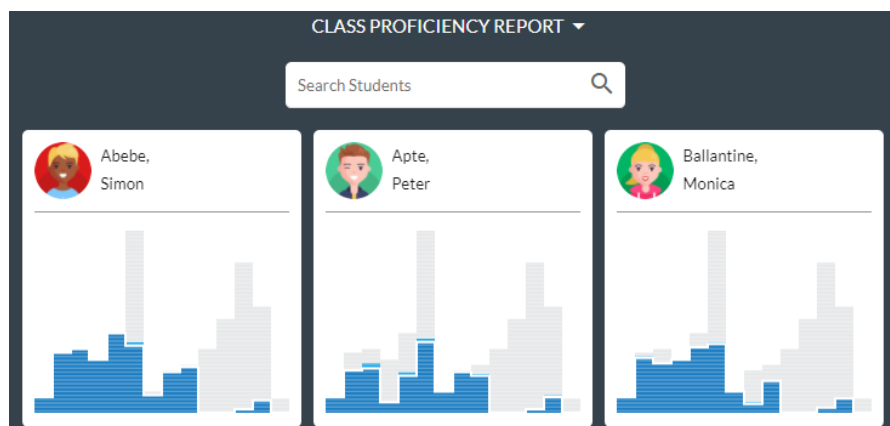 CLASS PROFICIENCY REPORT
Search Students
Abebe,
Simon
Apte,
Peter
Ballantine,
Monica